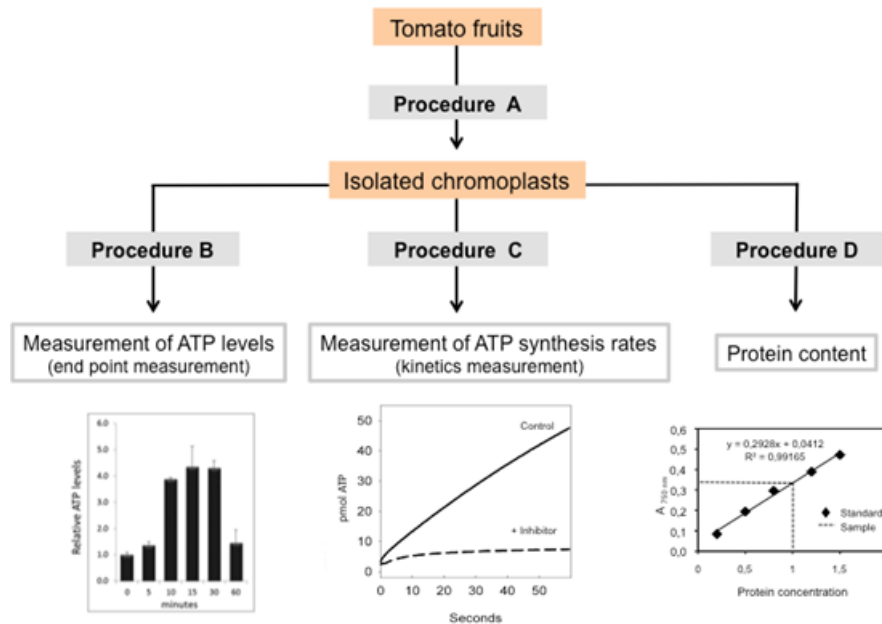 Tomato fruits
Procedure A
Isolated chromoplasts
Procedure B
Procedure C
Procedure D
Measurement of ATP levels
(end point measurement)
Measurement of ATP synthesis rates
(kinetics measurement)
Protein content
Relative ATP levels
6.0
5.0
4.0
3.0
2.0
1.0
0.0
0 5 10 15 30 60
minutes
pmol ATP
50
40
30
20
10
0
Control
+ Inhibitor
0 10 20 30 40 50
Seconds
A 750 nm
0,6
0,5
0,4
0,3
0,2
0,1
0,0
y = 0,2928x + 0,0412
R² = 0,99165
Standard
Sample
0 0,5 1 1,5
Protein concentration